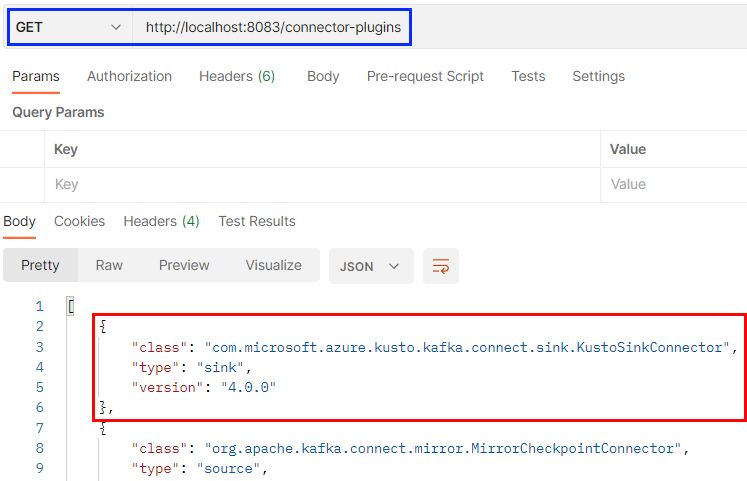 GET http://localhost:8083/connector-plugins
Params Authorization Headers (6) Body Pre-request Script Tests Settings
Query Params
Key Value
Key Value
Body Cookies Headers (4) Test Results
Pretty Raw Preview Visualize JSON
1 [
2 {
3 "class": "com.microsoft.azure.kusto.kafka.connect.sink.KustoSinkConnector",
4 "type": "sink",
5 "version": "4.0.0"
6 },
7 {
8 "class": "org.apache.kafka.connect.mirror.MirrorCheckpointConnector",
9 "type": "source",